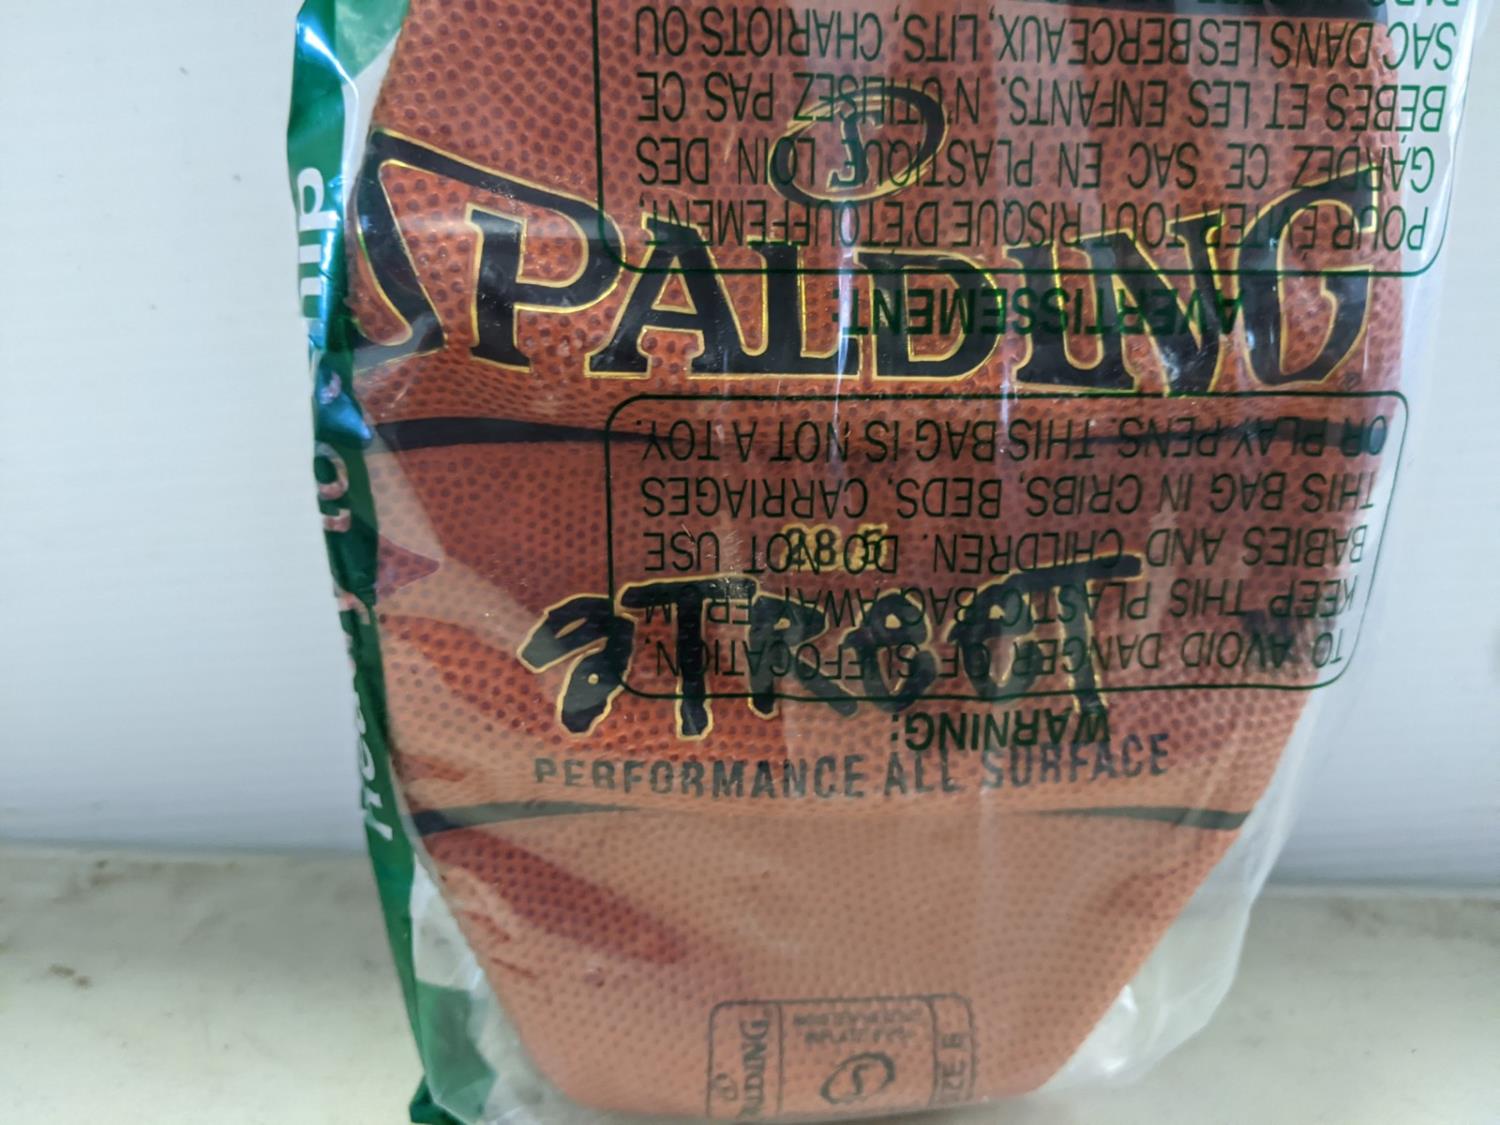 SPALDING
28.5
STReeT
PERFORMANCE ALL SURFACE
SPALDING
WARNING:
TO AVOID DANGER OF SUFFOCATION,
KEEP THIS PLASTIC BAG AWAY FROM
BABIES AND CHILDREN. DO NOT USE
THIS BAG IN CRIBS, BEDS, CARRIAGES
OR PLAY PENS. THIS BAG IS NOT A TOY.
AVERTISSEMENT:
POUR ÉVITER TOUT RISQUE D'ÉTOUFFEMENT,
GARDEZ CE SAC EN PLASTIQUE LOIN DES
BÉBÉS ET LES ENFANTS. N'UTILISEZ PAS CE
SAC DANS LES BERCEAUX, LITS, CHARIOTS OU